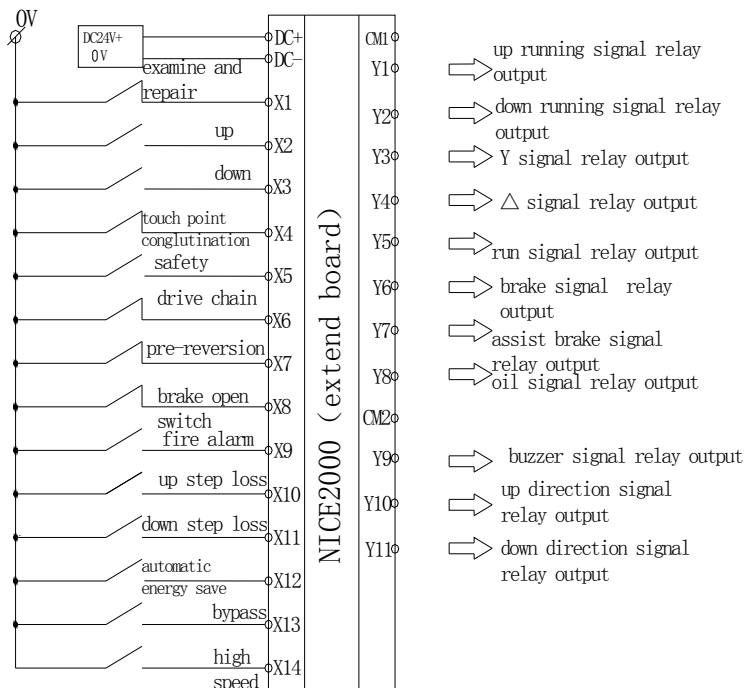 0V
DC24V+
0V
DC+
DC-
examine and
repair
X1
up
X2
down
X3
touch point
conglutination
X4
safety
X5
drive chain
X6
pre-reversion
X7
brake open
switch
X8
fire alarm
X9
up step loss
X10
down step loss
X11
automatic
energy save
X12
bypass
X13
high
speed
X14
NICE2000 (extend board)
CM1
Y1
up running signal relay
output
Y2
down running signal relay
output
Y3
Y signal relay output
Y4
△ signal relay output
Y5
run signal relay output
Y6
brake signal relay
output
Y7
assist brake signal
relay output
Y8
oil signal relay output
CM2
Y9
buzzer signal relay output
Y10
up direction signal
relay output
Y11
down direction signal
relay output